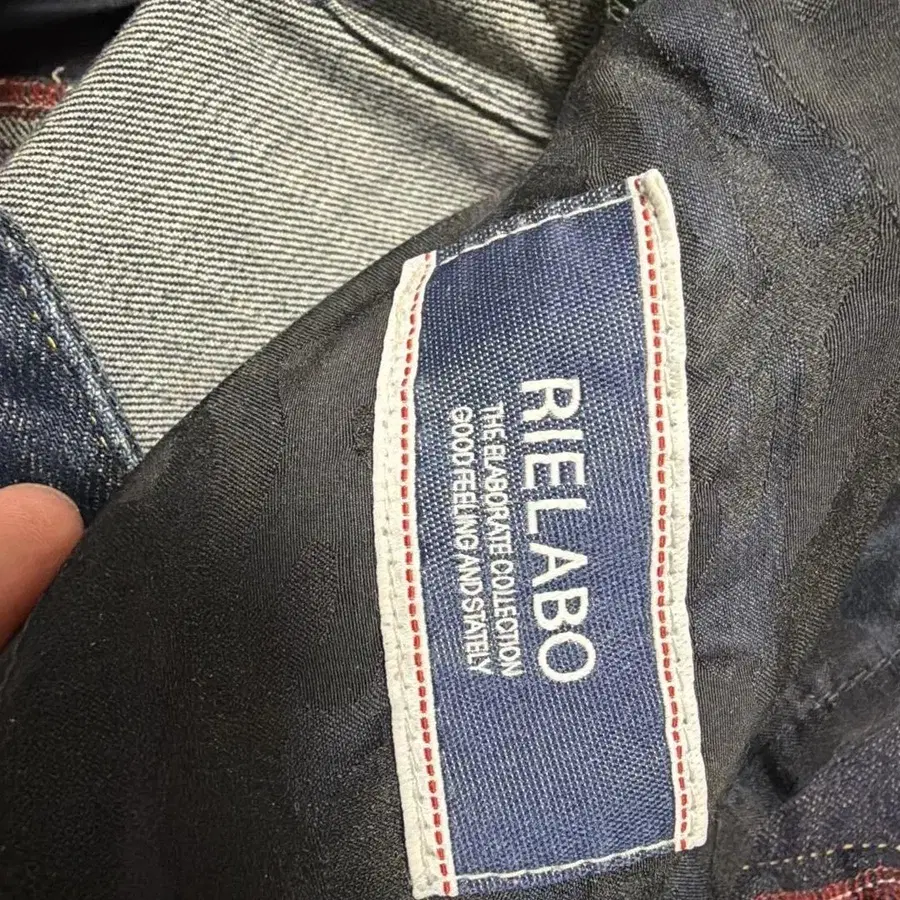 RIELABO
THE ELABORATE COLLECTION
GOOD FEELING AND STATELY